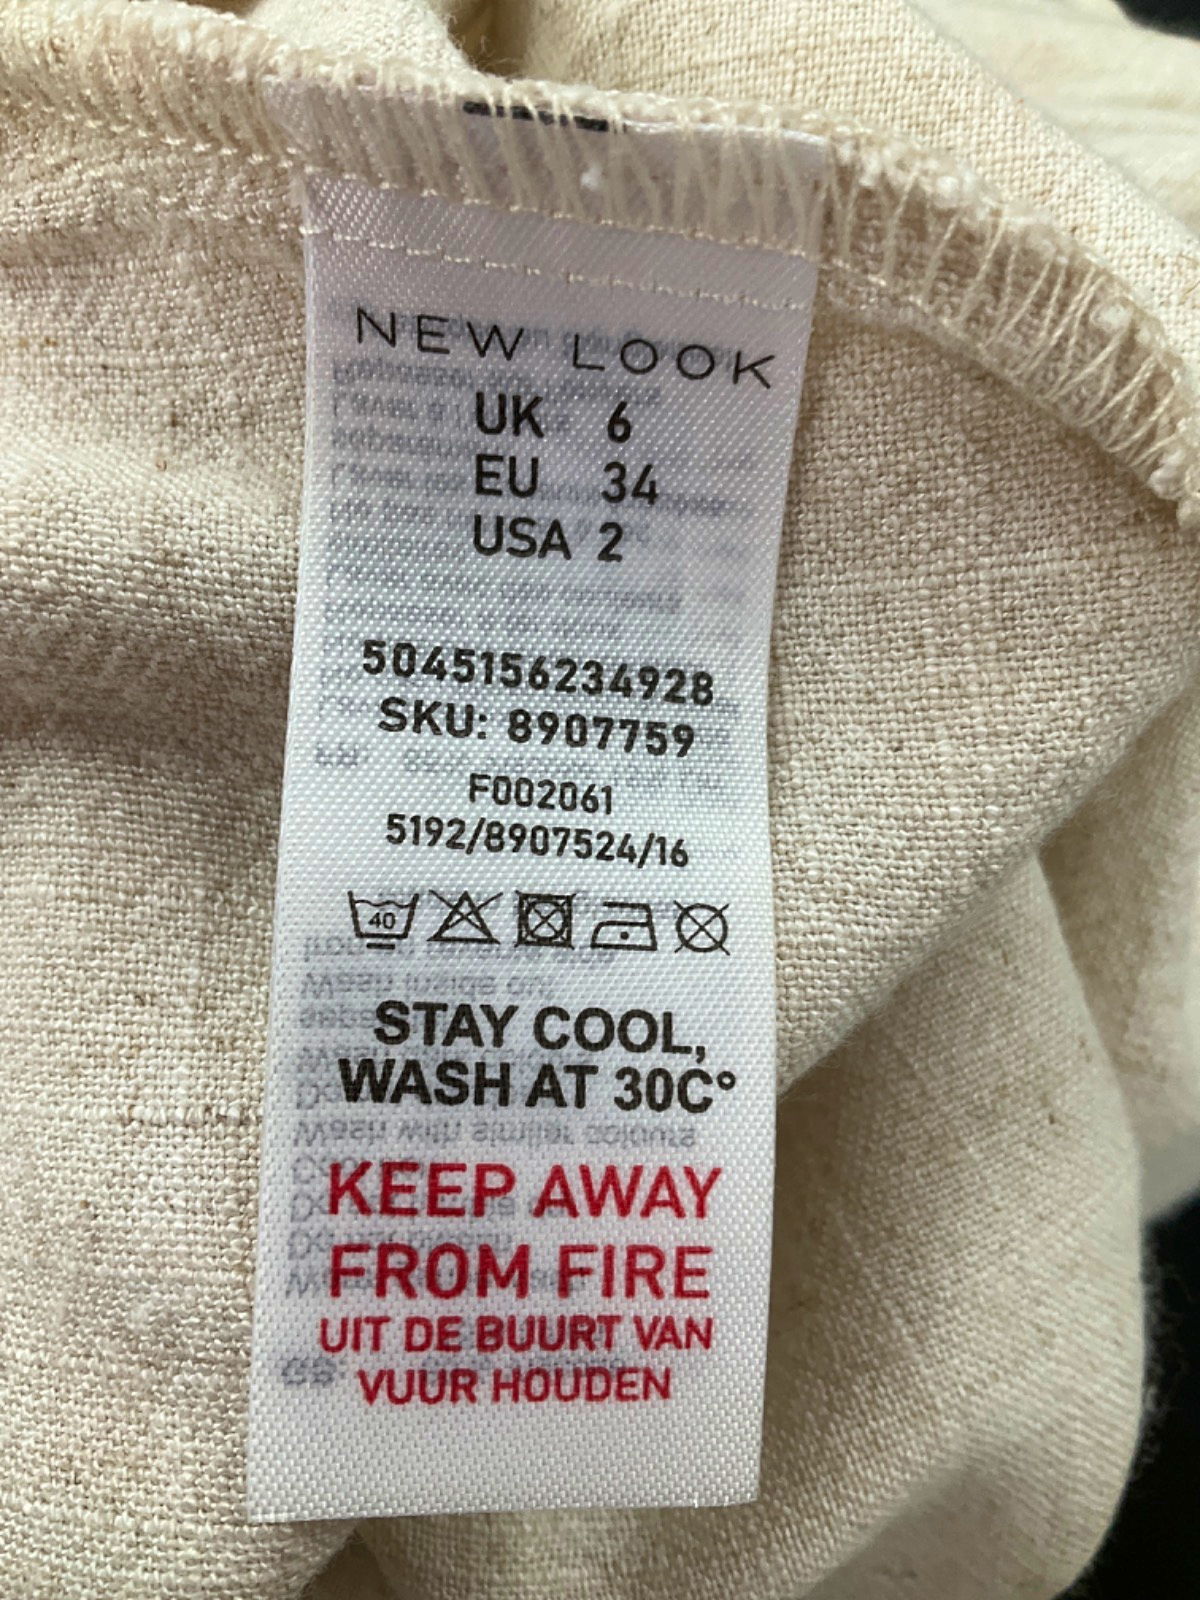 NEW LOOK
UK 6
EU 34
USA 2
5045156234928
SKU: 8907759
F002061
5192/8907524/16
40
STAY COOL,
WASH AT 30C°
KEEP AWAY
FROM FIRE
UIT DE BUURT VAN
VUUR HOUDEN